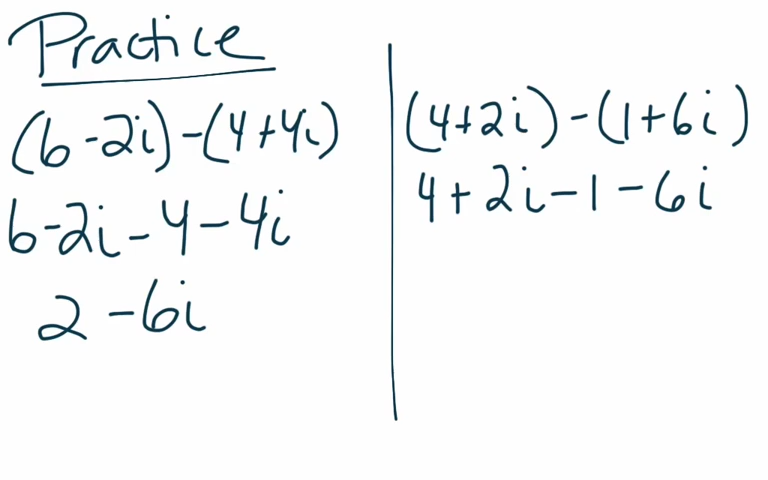 Practice
(6-2i)-(4+4i)
6-2i-4-4i
2-6i
(4+2i)-(1+6i)
4+2i-1-6i